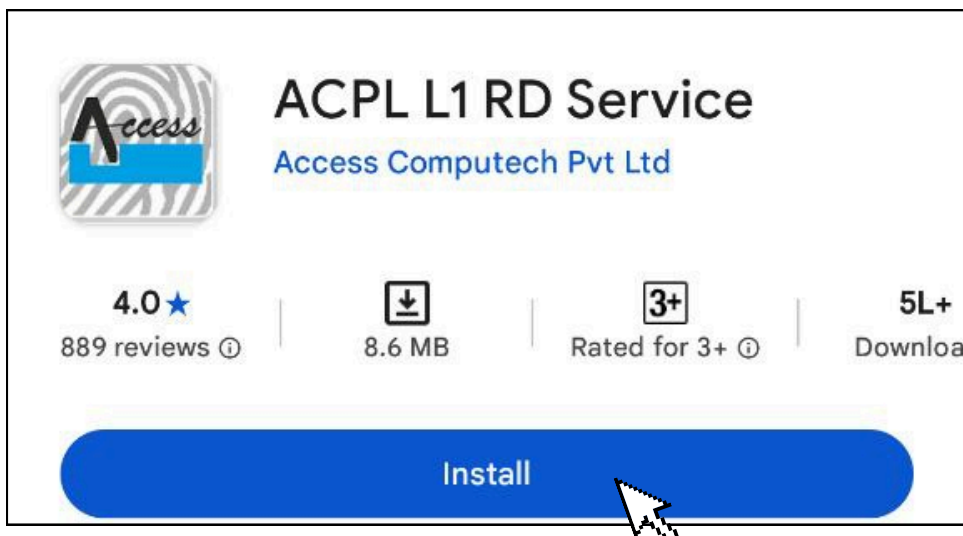 Access
ACPL L1 RD Service
Access Computech Pvt Ltd
4.0★
889 reviews
8.6 MB
3+
Rated for 3+
5L+
Downloa
Install